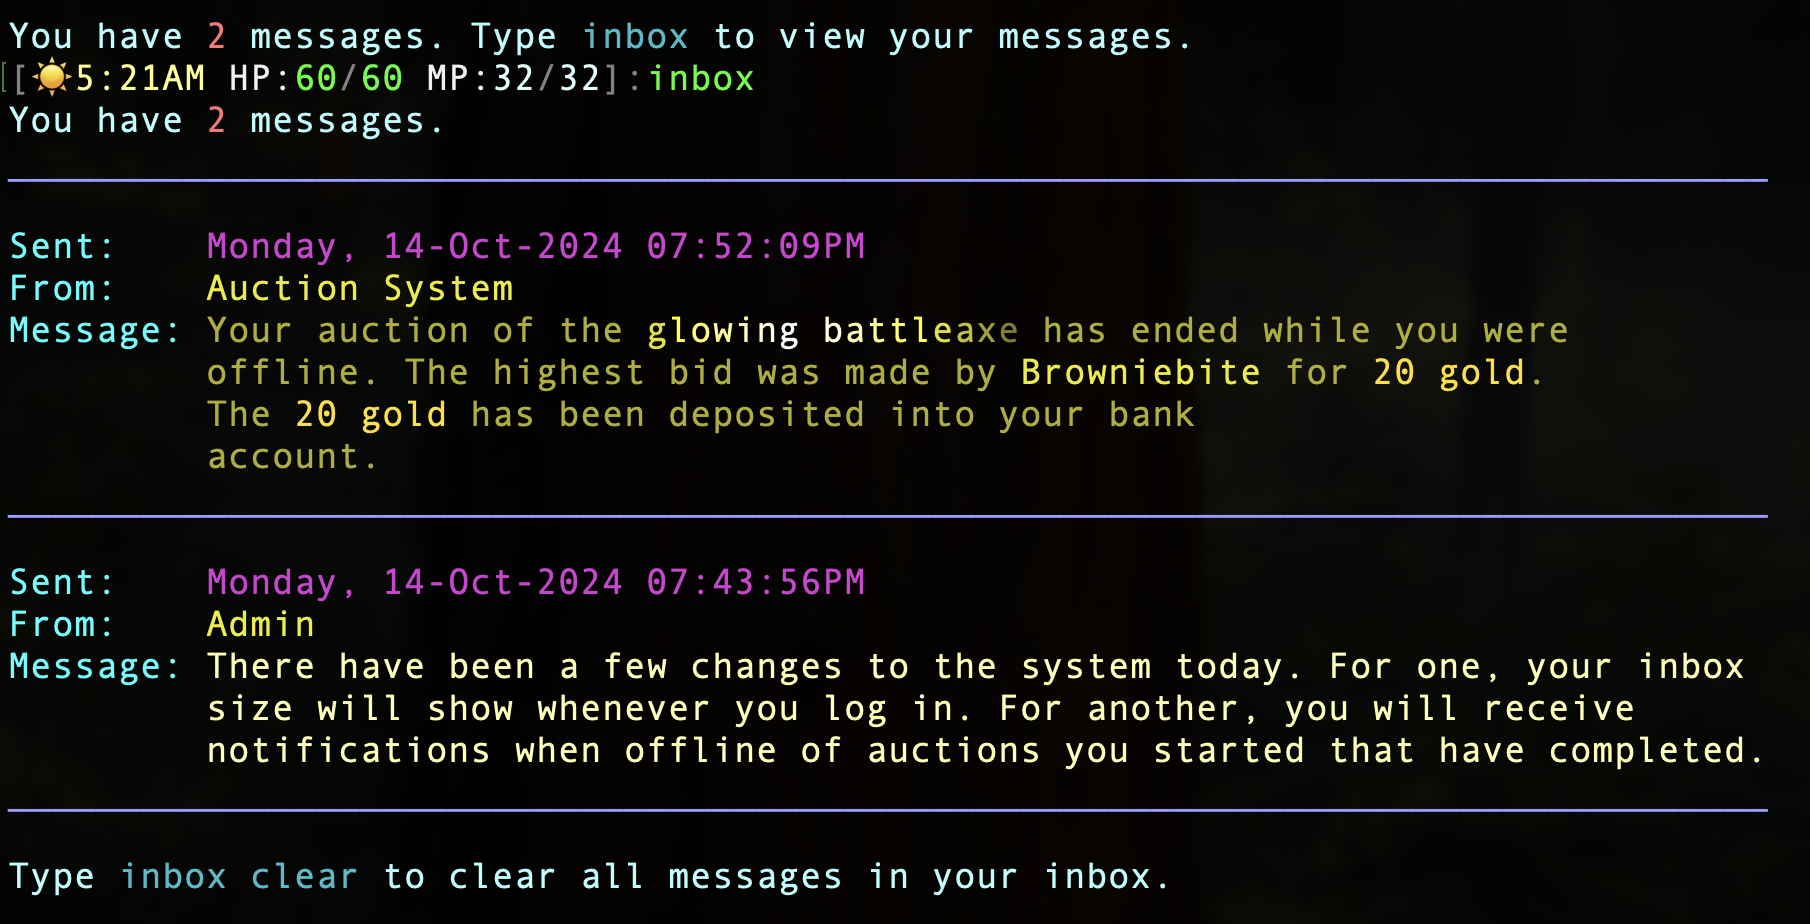 You have 2 messages. Type inbox to view your messages.
[[☀️5:21AM HP:60/60 MP:32/32]:inbox
You have 2 messages.
Sent: Monday, 14-Oct-2024 07:52:09PM
From: Auction System
Message: Your auction of the glowing battleaxe has ended while you were
offline. The highest bid was made by Browniebite for 20 gold.
The 20 gold has been deposited into your bank
account.
Sent: Monday, 14-Oct-2024 07:43:56PM
From: Admin
Message: There have been a few changes to the system today. For one, your inbox
size will show whenever you log in. For another, you will receive
notifications when offline of auctions you started that have completed.
Type inbox clear to clear all messages in your inbox.